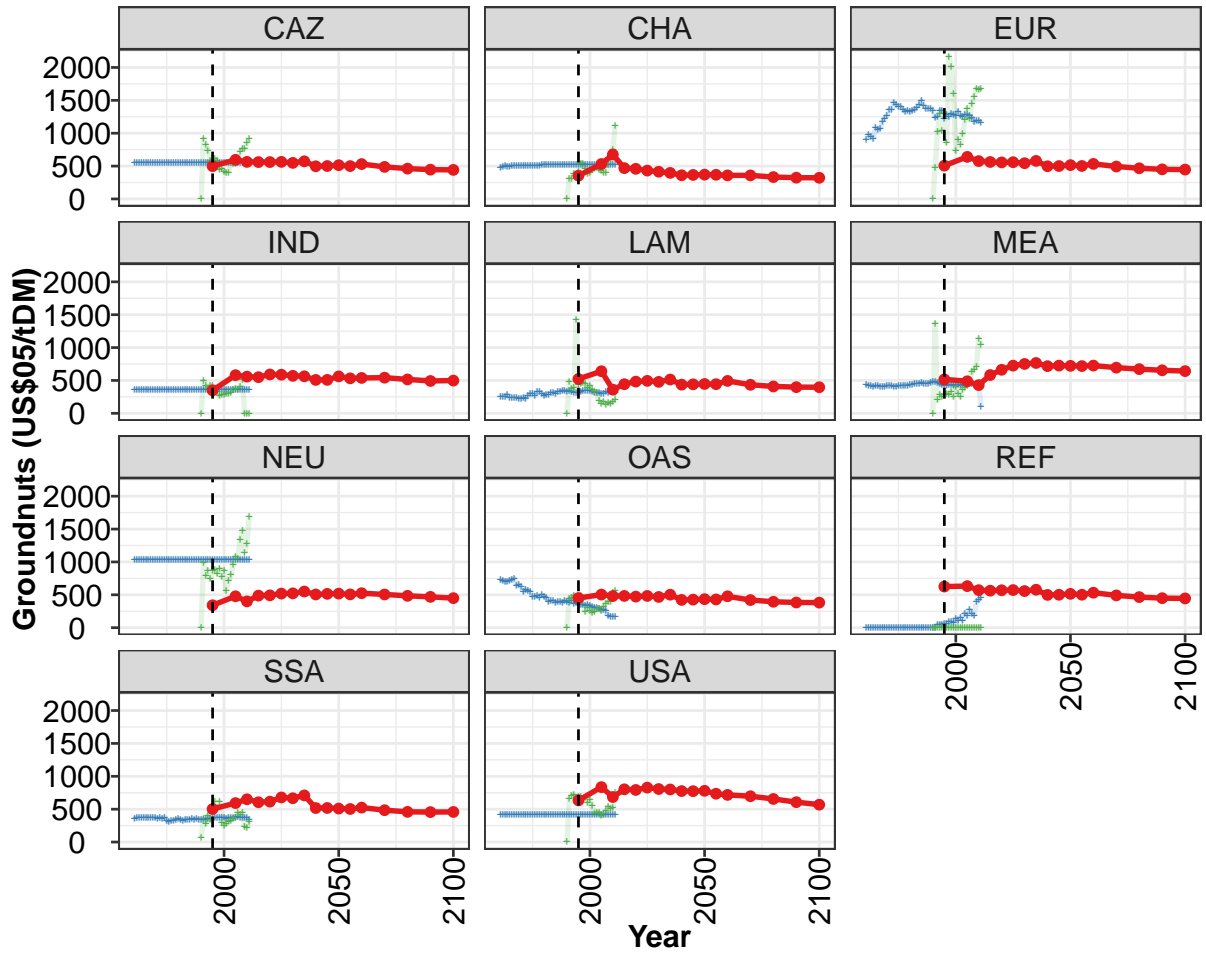 CAZ CHA EUR
2000
1500
1000
500
0
IND LAM MEA
2000
1500
1000
500
0
NEU OAS REF
2000
1500
1000
500
0
SSA USA
2000
1500
1000
500
0
2000 2050 2100
2000 2050 2100
2000 2050 2100
Year
Groundnuts (US$05/tDM)